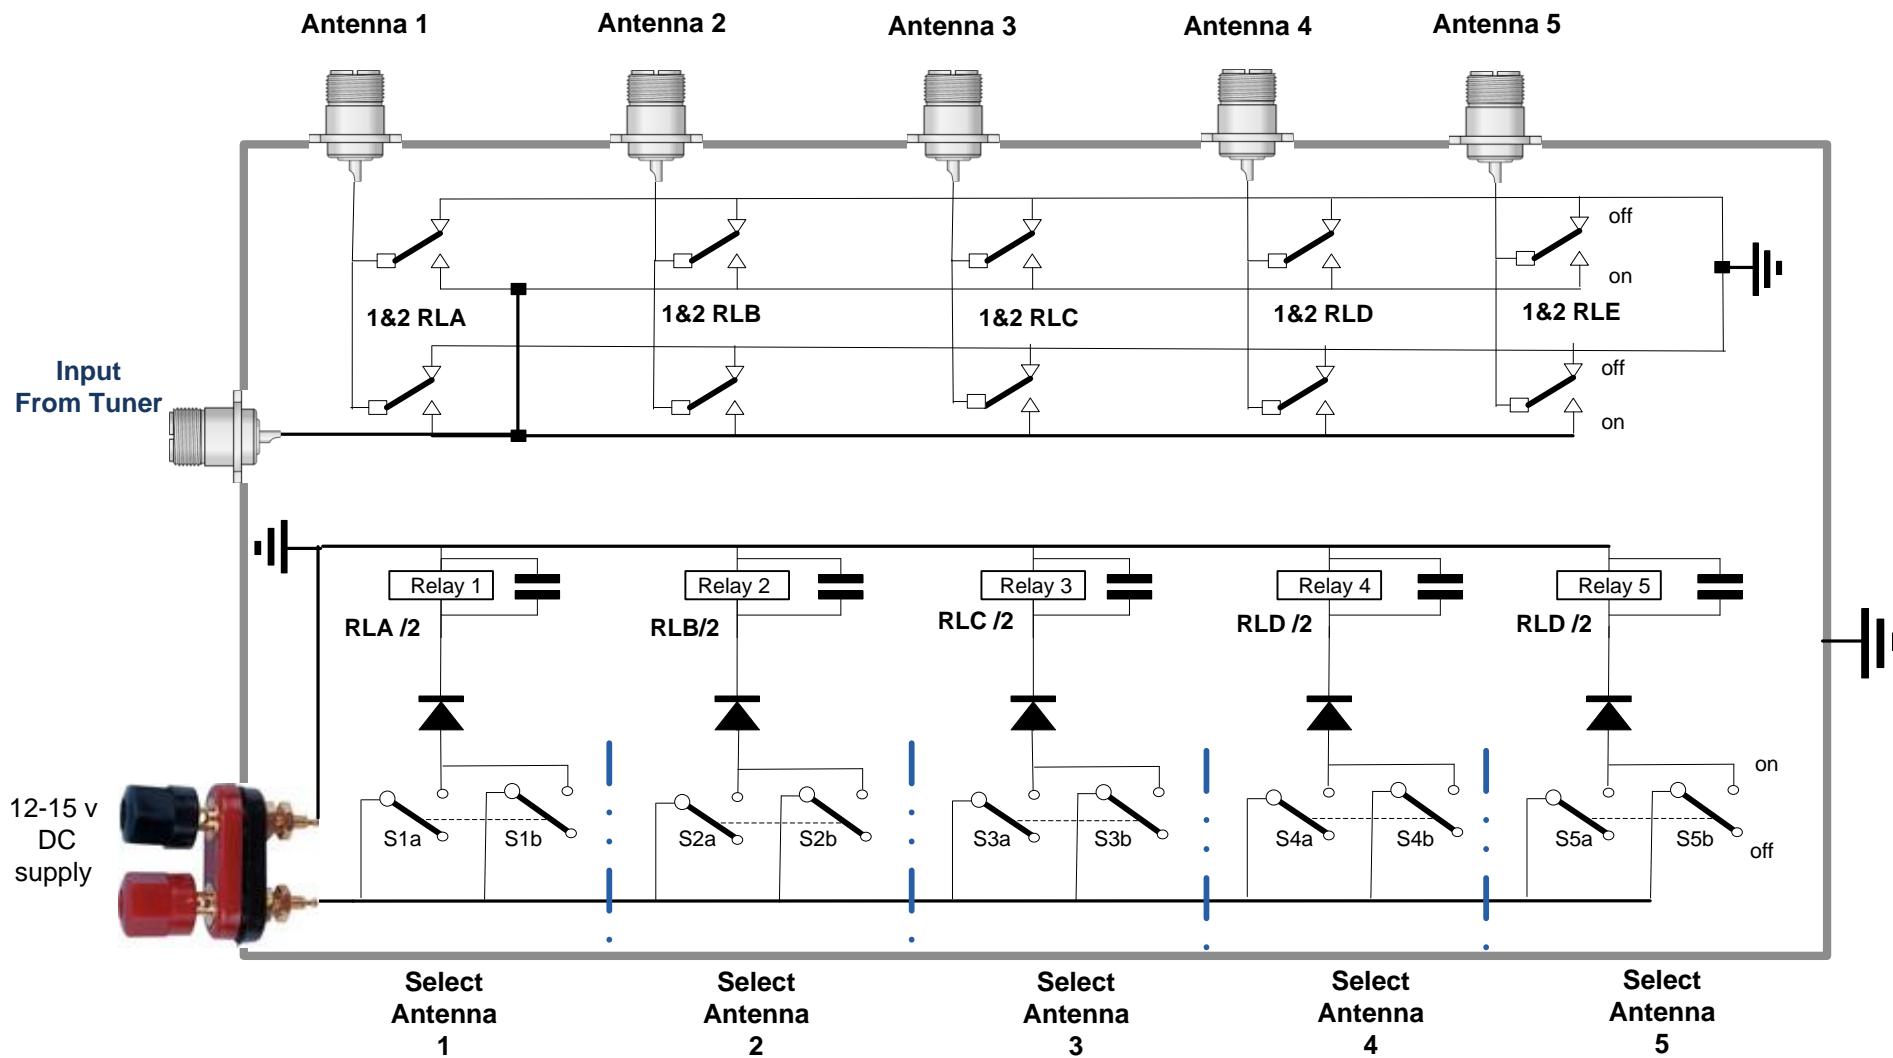 Antenna 1
Antenna 2
Antenna 3
Antenna 4
Antenna 5
off
on
1&2 RLA
1&2 RLB
1&2 RLC
1&2 RLD
1&2 RLE
Input
From Tuner
off
on
Relay 1
Relay 2
Relay 3
Relay 4
Relay 5
RLA /2
RLB/2
RLC /2
RLD /2
RLD /2
on
12-15 v
DC
supply
S1a
S1b
S2a
S2b
S3a
S3b
S4a
S4b
S5a
S5b
off
Select
Antenna
1
Select
Antenna
2
Select
Antenna
3
Select
Antenna
4
Select
Antenna
5